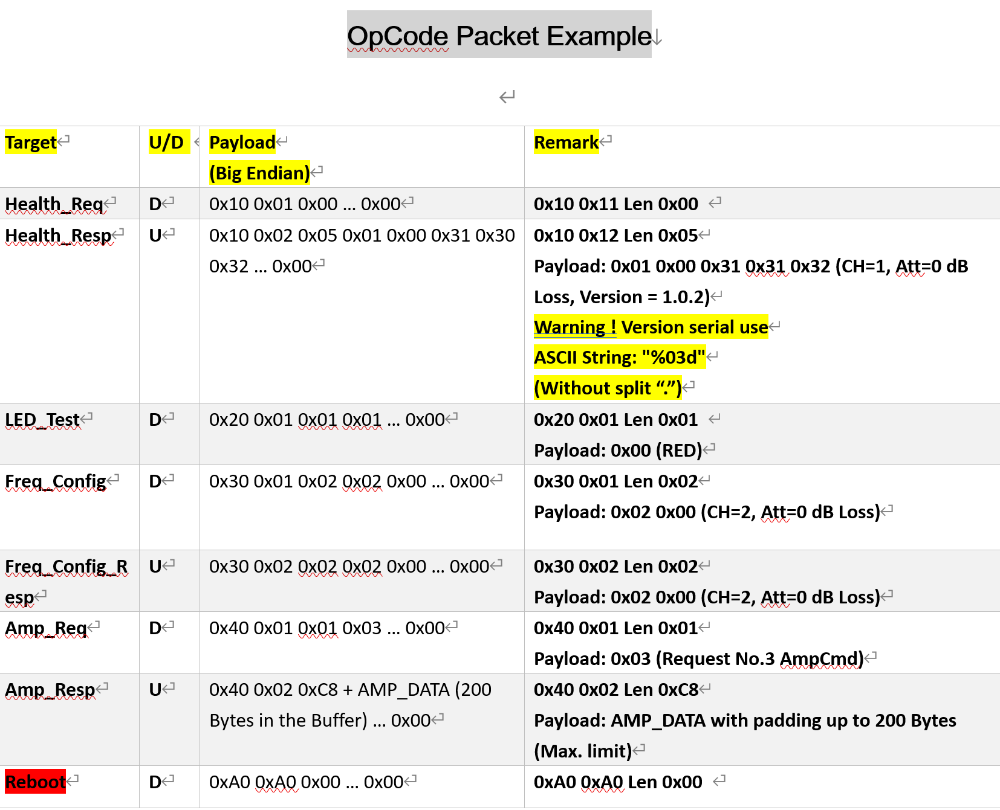 OpCode Packet Example
Target
U/D
Payload
(Big Endian)
Remark
Health_Req
D
0x10 0x01 0x00 ... 0x00
0x10 0x11 Len 0x00
Health_Resp
U
0x10 0x02 0x05 0x01 0x00 0x31 0x30
0x32 ... 0x00
0x10 0x12 Len 0x05
Payload: 0x01 0x00 0x31 0x31 0x32 (CH=1, Att=0 dB
Loss, Version = 1.0.2)
Warning ! Version serial use
ASCII String: "%03d"
(Without split “.”)
LED_Test
D
0x20 0x01 0x01 0x01 ... 0x00
0x20 0x01 Len 0x01
Payload: 0x00 (RED)
Freq_Config
D
0x30 0x01 0x02 0x02 0x00 ... 0x00
0x30 0x01 Len 0x02
Payload: 0x02 0x00 (CH=2, Att=0 dB Loss)
Freq_Config_R
esp
U
0x30 0x02 0x02 0x02 0x00 ... 0x00
0x30 0x02 Len 0x02
Payload: 0x02 0x00 (CH=2, Att=0 dB Loss)
Amp_Req
D
0x40 0x01 0x01 0x03 ... 0x00
0x40 0x01 Len 0x01
Payload: 0x03 (Request No.3 AmpCmd)
Amp_Resp
U
0x40 0x02 0xC8 + AMP_DATA (200
Bytes in the Buffer) ... 0x00
0x40 0x02 Len 0xC8
Payload: AMP_DATA with padding up to 200 Bytes
(Max. limit)
Reboot
D
0xA0 0xA0 0x00 ... 0x00
0xA0 0xA0 Len 0x00